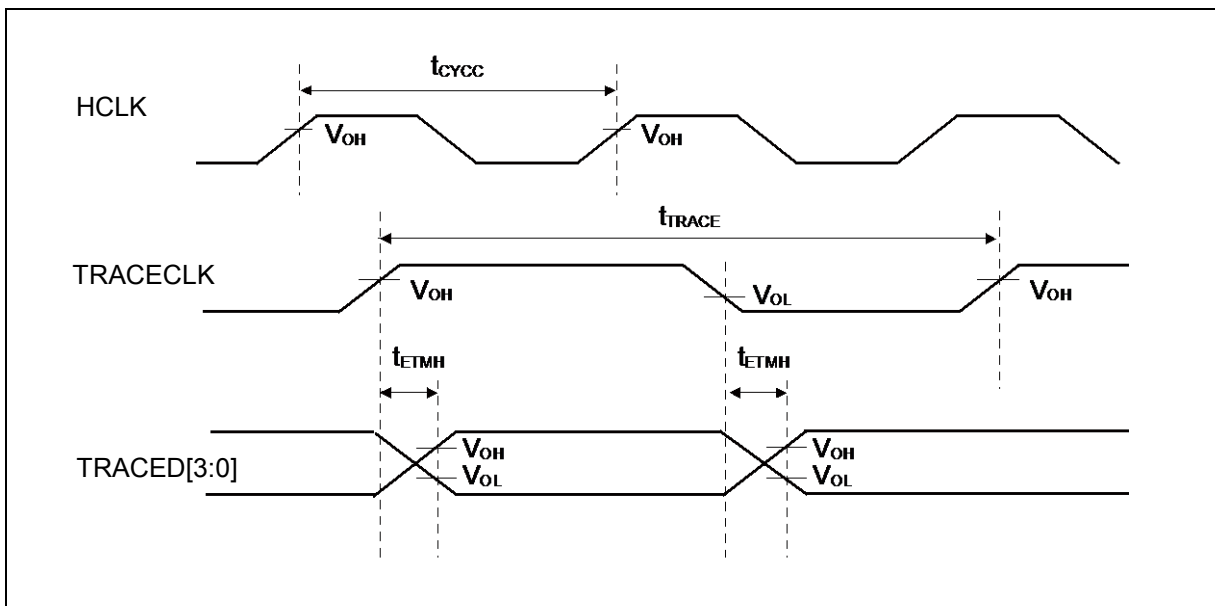 tCYCC
HCLK
VOH VOH
tTRACE
TRACECLK
VOH VOL VOH
tETMH tETMH
VOH VOH
TRACED[3:0]
VOL VOL